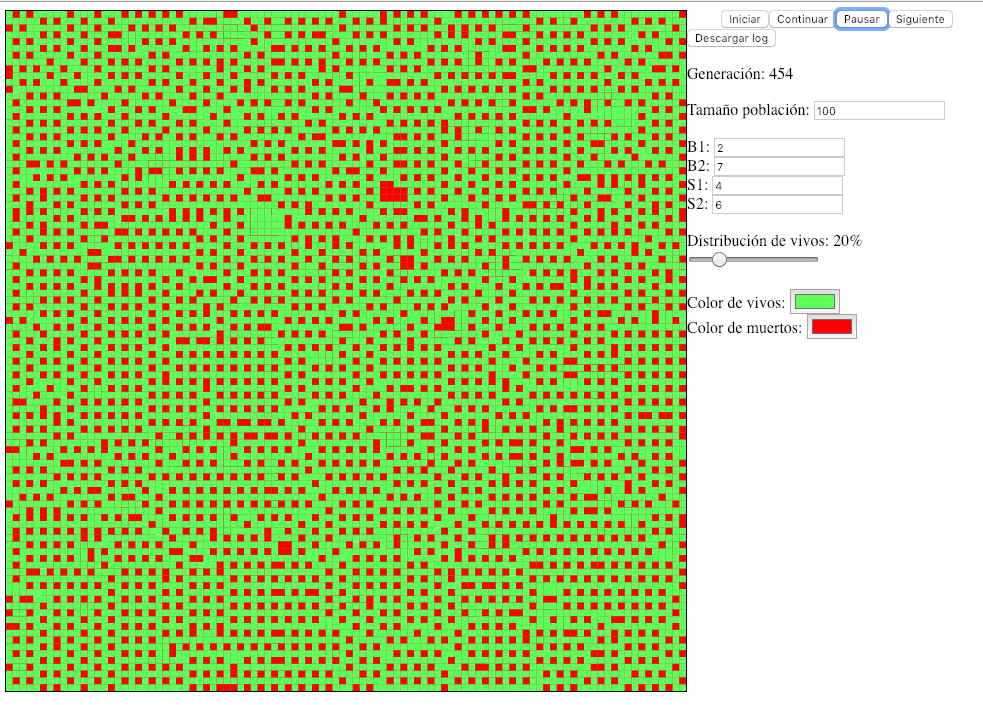 Iniciar Continuar Pausar Siguiente
Descargar log
Generación: 454
Tamaño población: 100
B1: 2
B2: 7
S1: 4
S2: 6
Distribución de vivos: 20%
Color de vivos:
Color de muertos: